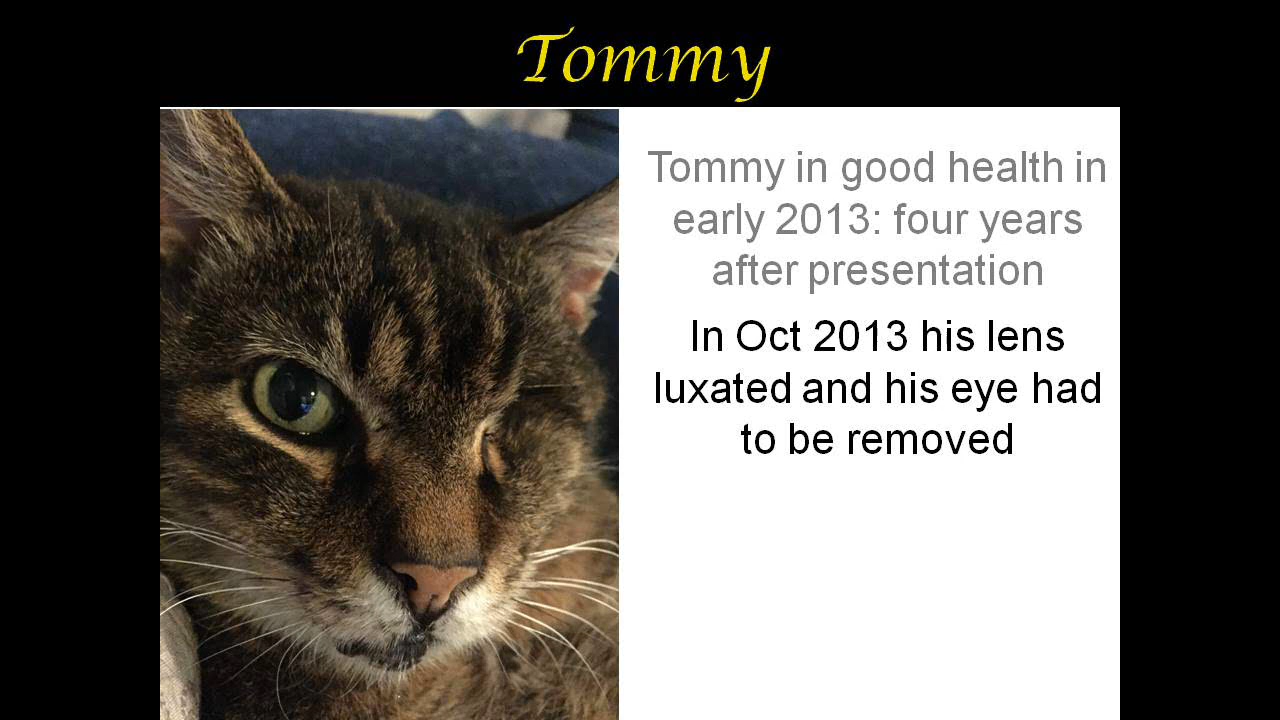 Tommy
Tommy in good health in
early 2013: four years
after presentation
In Oct 2013 his lens
luxated and his eye had
to be removed